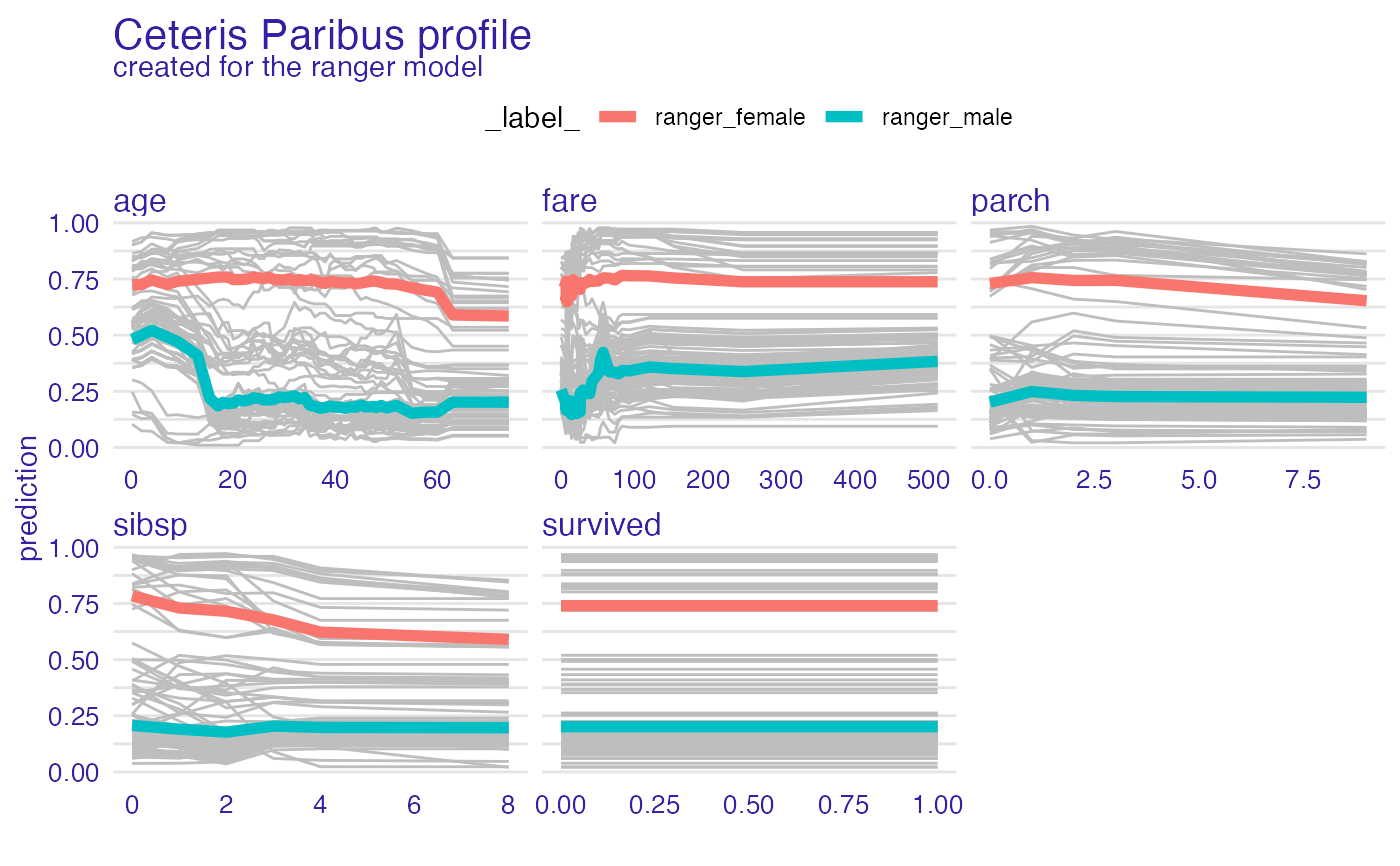 Ceteris Paribus profile
created for the ranger model
_label_ ranger_female ranger_male
age fare parch
1.00
0.75
0.50
0.25
0.00
0 20 40 60 0 100 200 300 400 500 0.0 2.5 5.0 7.5
prediction
sibsp survived
1.00
0.75
0.50
0.25
0.00
0 2 4 6 8 0.00 0.25 0.50 0.75 1.00